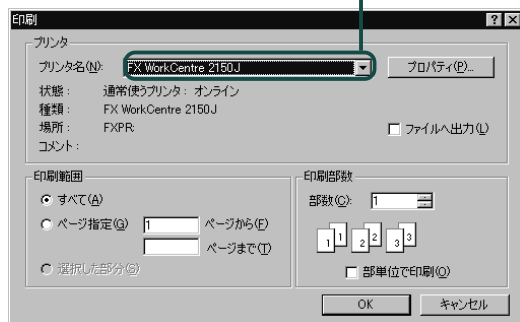 印刷
プリンタ
プリンタ名(N): FX WorkCentre 2150J プロパティ(P)...
状態： 通常使うプリンタ： オンライン
種類： FX WorkCentre 2150J
場所： FXPR:
コメント：
ファイルへ出力(L)
印刷範囲
すべて(A)
ページ指定(G) 1 ページから(F)
ページまで(T)
選択した部分(S)
印刷部数
部数(C): 1
1 1 2 2 3 3
部単位で印刷(O)
OK キャンセル